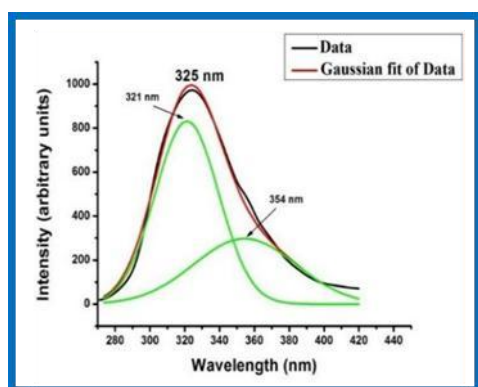 Data
Gaussian fit of Data
325 nm
321 nm
354 nm
1000
800
600
400
200
0
Intensity (arbitrary units)
280 300 320 340 360 380 400 420 440
Wavelength (nm)